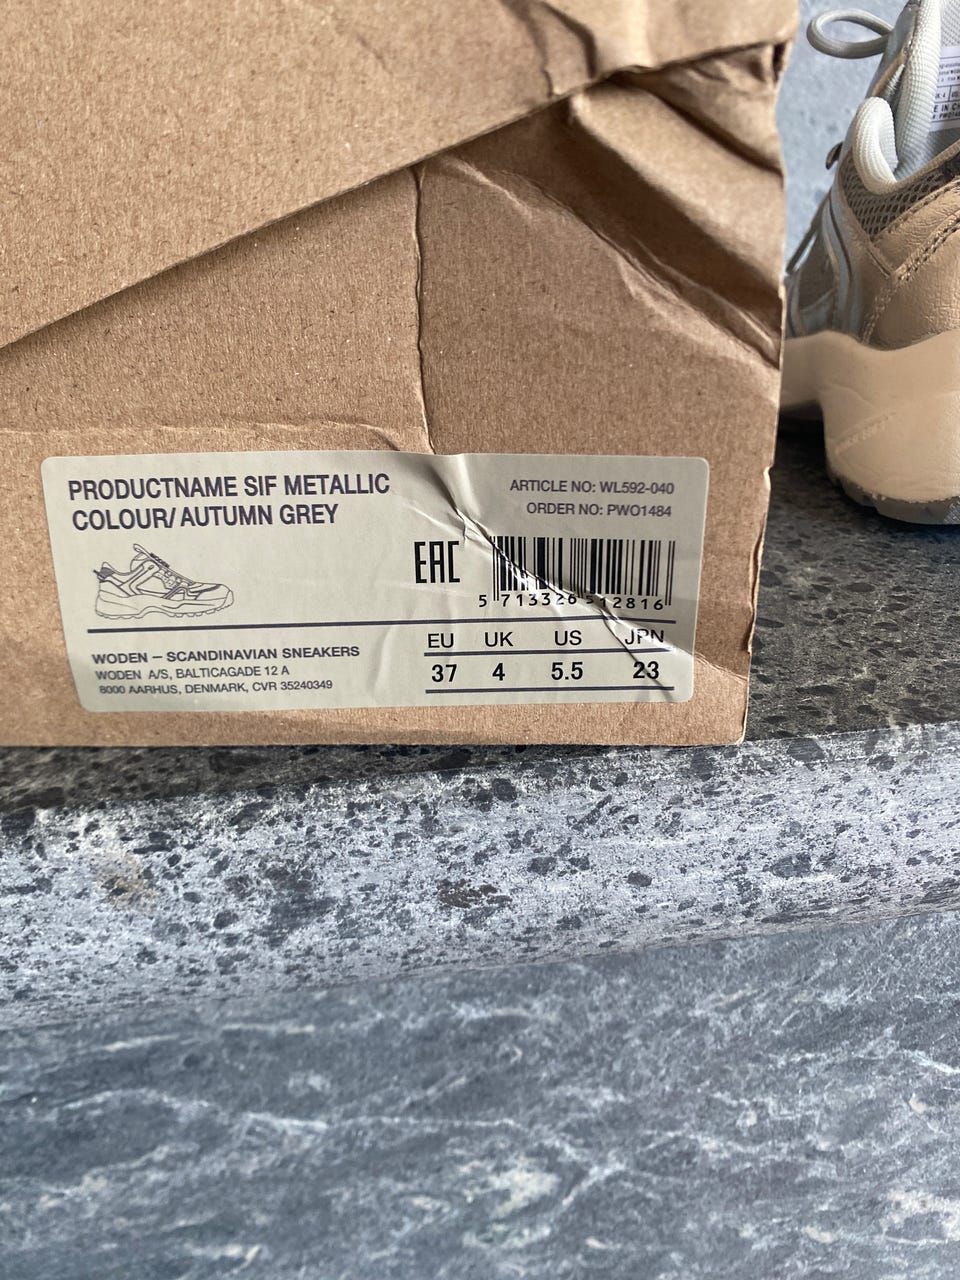 PRODUCTNAME SIF METALLIC
COLOUR/ AUTUMN GREY
ARTICLE NO: WL592-040
ORDER NO: PWO1484
EAC
5 713326 512816
EU UK US JPN
37 4 5.5 23
WODEN – SCANDINAVIAN SNEAKERS
WODEN A/S, BALTICAGADE 12 A
8000 AARHUS, DENMARK, CVR 35240349